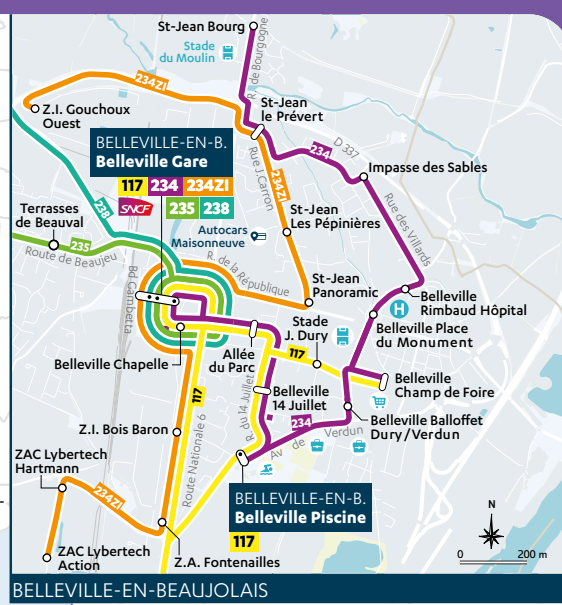 St-Jean Bourg
Stade
du Moulin
R. de Bourgogne
234ZI
Z.I. Gouchoux
Ouest
St-Jean
le Prévert
D 337
234
Impasse des Sables
BELLEVILLE-EN-B.
Belleville Gare
117 234 234ZI
SNCF 235 238
238
Rue J.Carron
234ZI
Rue des Villards
Terrasses
de Beauval
235
Route de Beaujeu
Autocars
Maisonneuve
St-Jean
Les Pépinières
R. de la République
Bd Gambetta
St-Jean
Panoramic
Belleville
Rimbaud Hôpital
H
Stade
J. Dury
Belleville Place
du Monument
Belleville Chapelle
Allée
du Parc
117
117
Belleville
Champ de Foire
R. du 14 Juillet
Belleville
14 Juillet
234
Belleville Balloffet
Dury/Verdun
Z.I. Bois Baron
Route Nationale 6
Av. de Verdun
ZAC Lybertech
Hartmann
234ZI
BELLEVILLE-EN-B.
Belleville Piscine
117
ZAC Lybertech
Action
Z.A. Fontenailles
N
0 200 m
BELLEVILLE-EN-BEAUJOLAIS